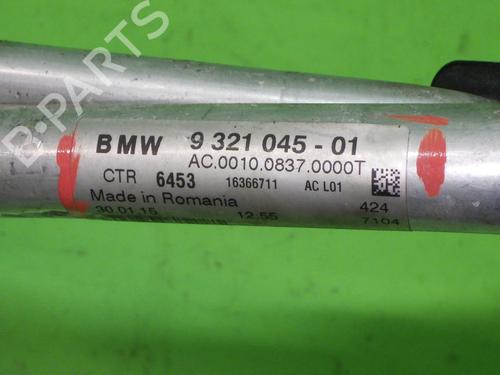 B-PARTS
BMW 9 321 045 - 01
AC.0010.0837.0000T
CTR 6453 16366711 AC L01
Made in Romania 424
30.01.15 12:55 7104